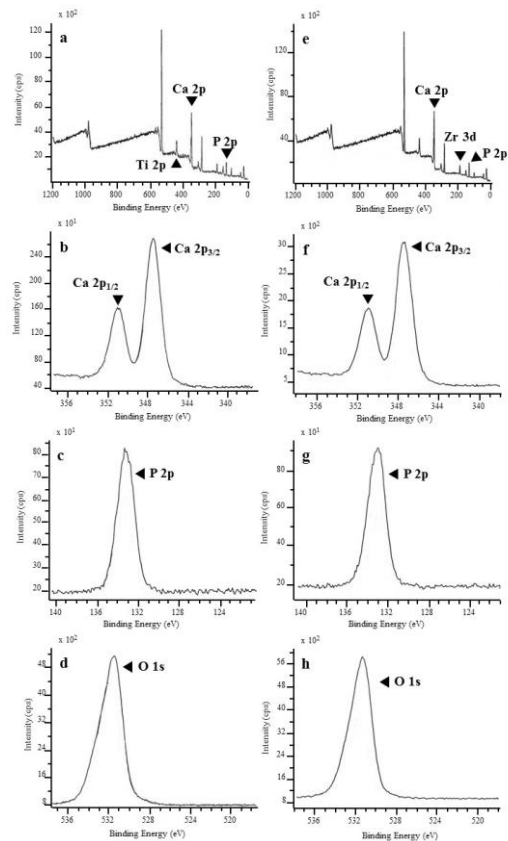 x 10²
a
Ca 2p
P 2p
Ti 2p
Intensity (cps)
120
100
80
60
40
20
1200 1000 800 600 400 200 0
Binding Energy (eV)
x 10²
e
Ca 2p
Zr 3d
P 2p
Intensity (cps)
120
80
40
1200 1000 800 600 400 200 0
Binding Energy (eV)
x 10¹
b
Ca 2p3/2
Ca 2p1/2
Intensity (cps)
260
220
180
140
80
40
356 352 348 344 340
Binding Energy (eV)
x 10²
f
Ca 2p3/2
Ca 2p1/2
Intensity (cps)
30
25
20
15
10
5
356 352 348 344 340
Binding Energy (eV)
x 10¹
c
P 2p
Intensity (cps)
80
70
60
50
40
30
20
140 136 132 128 124
Binding Energy (eV)
x 10¹
g
P 2p
Intensity (cps)
80
60
40
20
140 136 132 128 124
Binding Energy (eV)
x 10²
d
O 1s
Intensity (cps)
48
40
32
24
16
8
536 532 528 524 520
Binding Energy (eV)
x 10²
h
O 1s
Intensity (cps)
56
48
40
32
24
16
8
536 532 528 524 520
Binding Energy (eV)